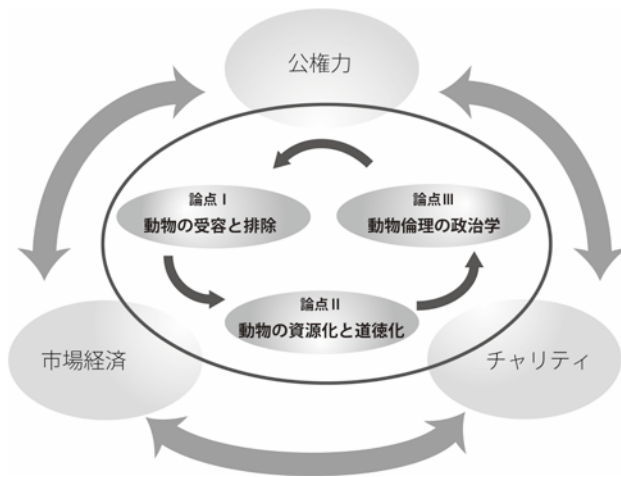 公権力
論点Ⅰ
動物の受容と排除
論点Ⅲ
動物倫理の政治学
論点Ⅱ
動物の資源化と道徳化
市場経済
チャリティ